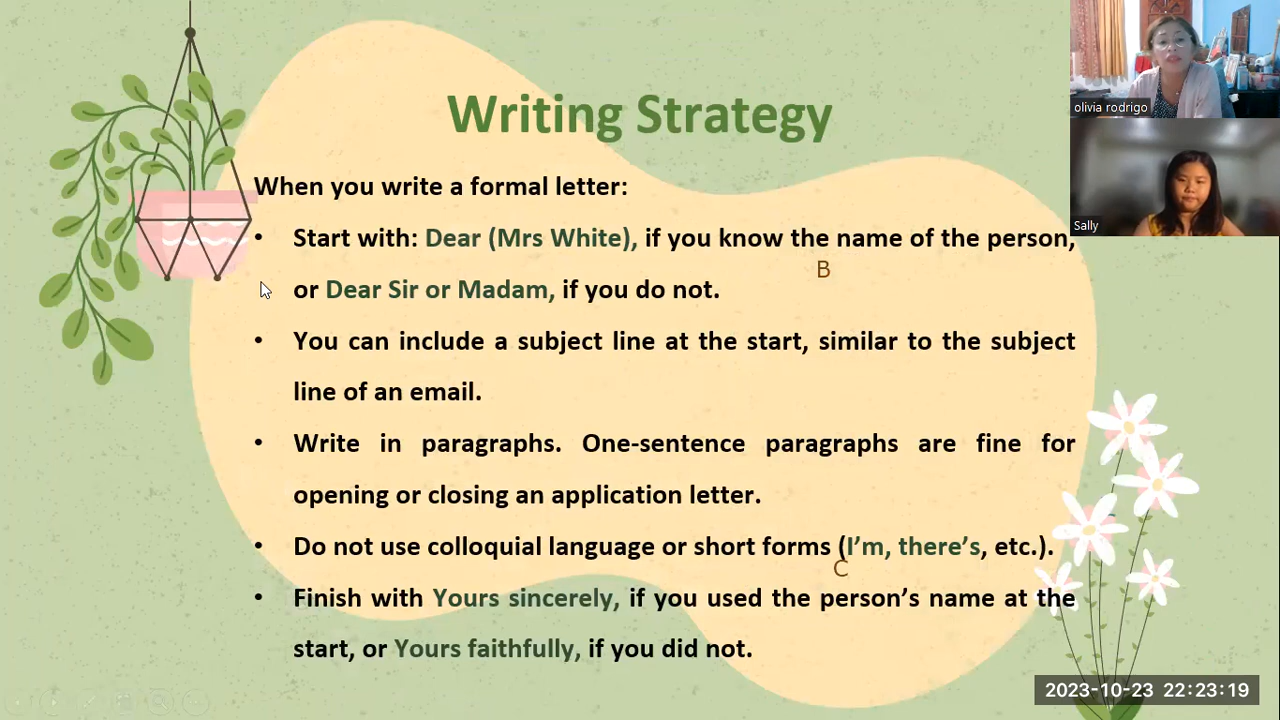 Writing Strategy
When you write a formal letter:
• Start with: Dear (Mrs White), if you know the name of the person,
B
or Dear Sir or Madam, if you do not.
• You can include a subject line at the start, similar to the subject
line of an email.
• Write in paragraphs. One-sentence paragraphs are fine for
opening or closing an application letter.
• Do not use colloquial language or short forms (I’m, there’s, etc.).
C
• Finish with Yours sincerely, if you used the person’s name at the
start, or Yours faithfully, if you did not.
olivia rodrigo
Sally
2023-10-23 22:23:19